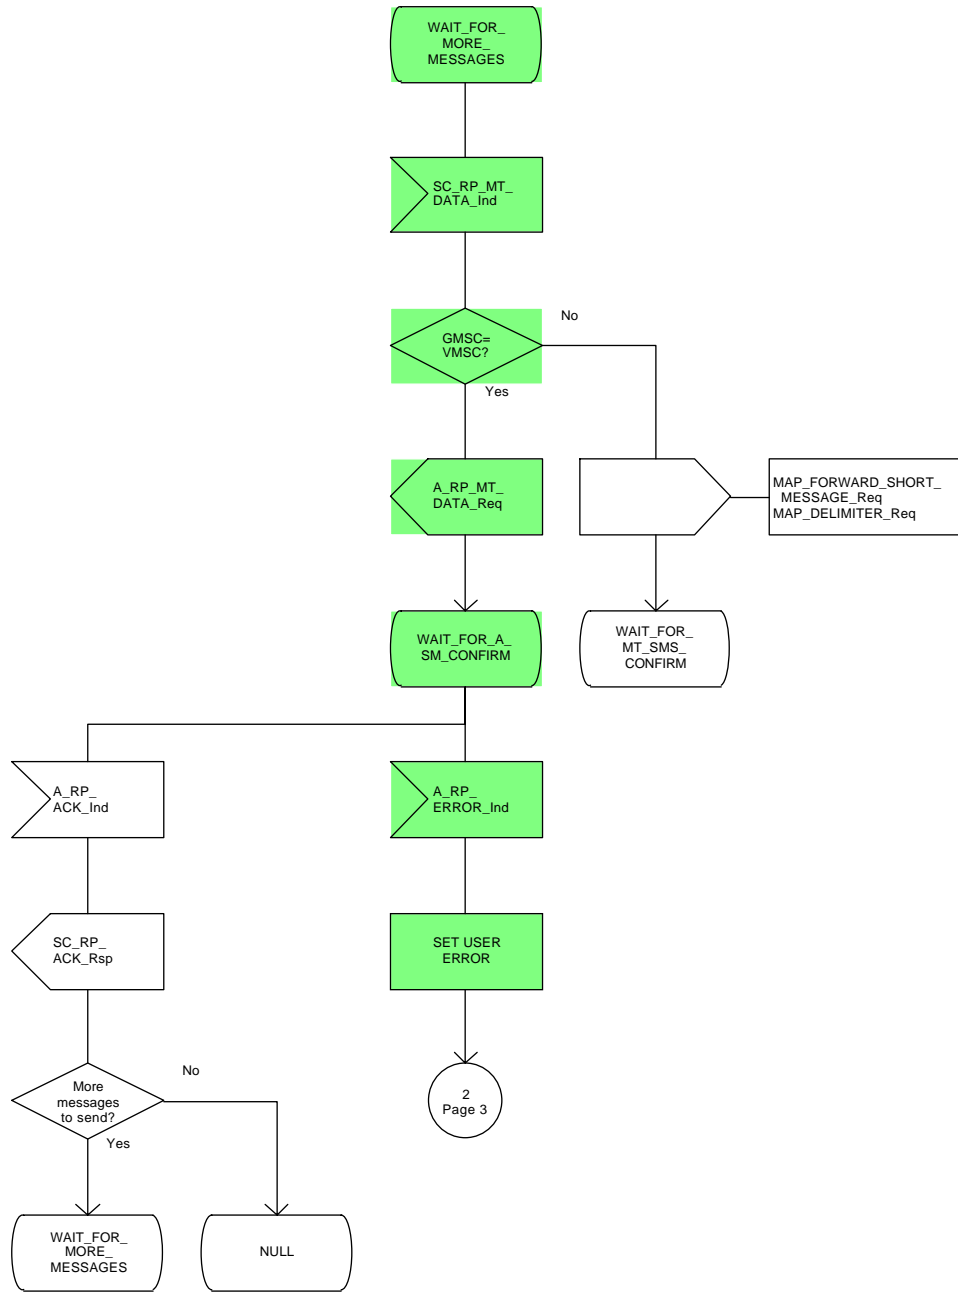 WAIT_FOR_
MORE_
MESSAGES
SC_RP_MT_
DATA_Ind
GMSC=
VMSC?
No
Yes
A_RP_MT_
DATA_Req
MAP_FORWARD_SHORT_
MESSAGE_Req
MAP_DELIMITER_Req
WAIT_FOR_A_
SM_CONFIRM
WAIT_FOR_
MT_SMS_
CONFIRM
A_RP_
ACK_Ind
A_RP_
ERROR_Ind
SC_RP_
ACK_Rsp
SET USER
ERROR
More
messages
to send?
No
Yes
2
Page 3
WAIT_FOR_
MORE_
MESSAGES
NULL